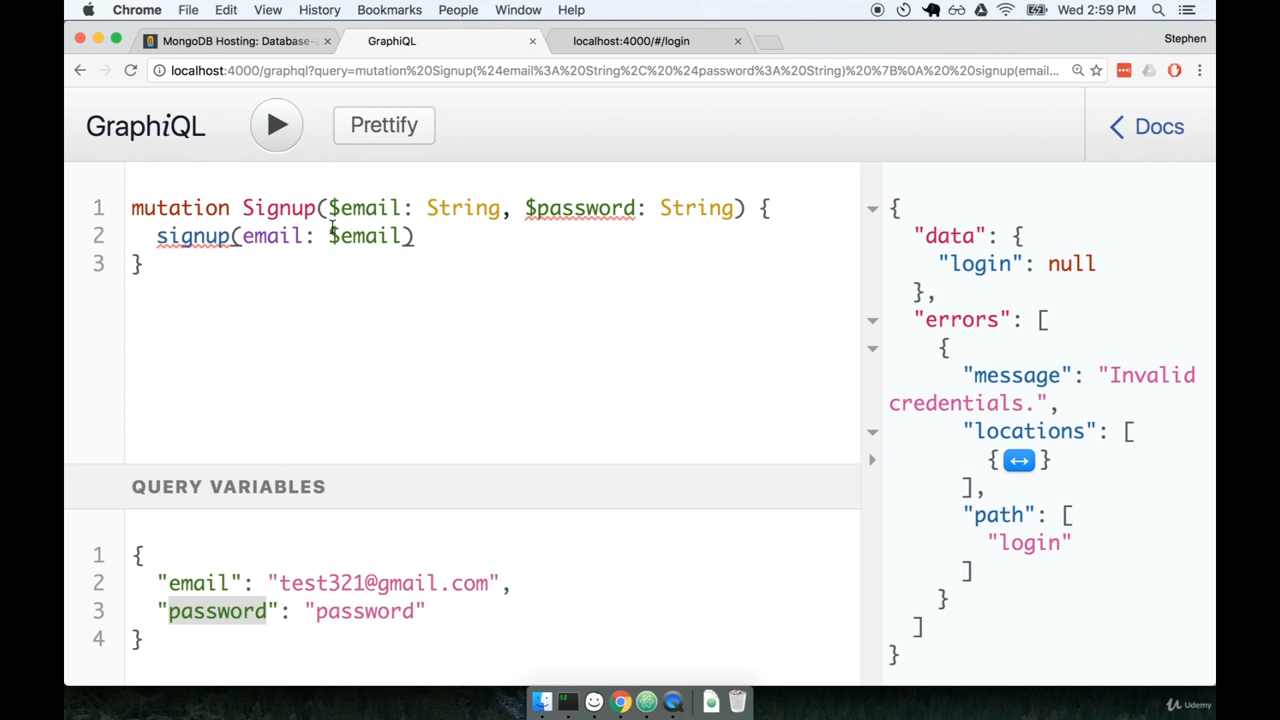 Chrome File Edit View History Bookmarks People Window Help Wed 2:59 PM
MongoDB Hosting: Database-a GraphiQL localhost:4000/#/login Stephen
localhost:4000/graphql?query=mutation%20Signup(%24email%3A%20String%2C%20%24password%3A%20String)%20%7B%0A%20%20signup(email...
GraphiQL Prettify Docs
1 mutation Signup($email: String, $password: String) {
2 signup(email: $email)
3 }
QUERY VARIABLES
1 {
2 "email": "test321@gmail.com",
3 "password": "password"
4 }
{
"data": {
"login": null
},
"errors": [
{
"message": "Invalid
credentials.",
"locations": [
{↔}
],
"path": [
"login"
]
}
]
}
Udemy